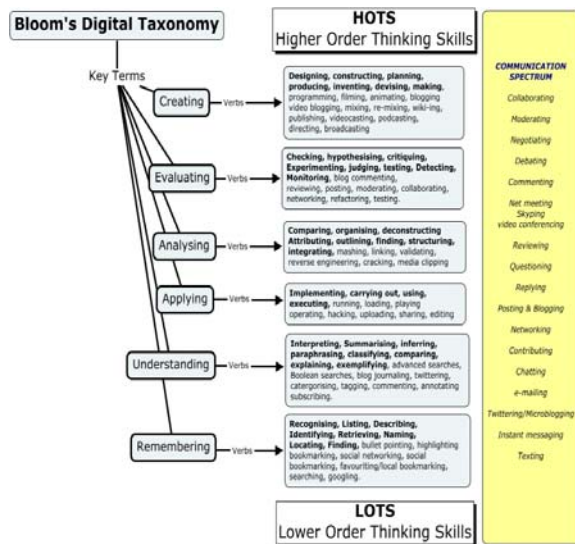 Bloom's Digital Taxonomy
HOTS
Higher Order Thinking Skills
Key Terms
Creating
Verbs
Designing, constructing, planning,
producing, inventing, devising, making,
programming, filming, animating, blogging
video blogging, mixing, re-mixing, wiki-ing,
publishing, videocasting, podcasting,
directing, broadcasting
Evaluating
Verbs
Checking, hypothesising, critiquing,
Experimenting, judging, testing, Detecting,
Monitoring, blog commenting,
reviewing, posting, moderating, collaborating,
networking, refactoring, testing.
Analysing
Verbs
Comparing, organising, deconstructing
Attributing, outlining, finding, structuring,
integrating, mashing, linking, validating,
reverse engineering, cracking, media clipping
Applying
Verbs
Implementing, carrying out, using,
executing, running, loading, playing
operating, hacking, uploading, sharing, editing
Understanding
Verbs
Interpreting, Summarising, inferring,
paraphrasing, classifying, comparing,
explaining, exemplifying, advanced searches,
Boolean searches, blog journaling, twittering,
catergorising, tagging, commenting, annotating
subscribing.
Remembering
Verbs
Recognising, Listing, Describing,
Identifying, Retrieving, Naming,
Locating, Finding, bullet pointing, highlighting
bookmarking, social networking, social
bookmarking, favouriting/local bookmarking,
searching, googling.
LOTS
Lower Order Thinking Skills
COMMUNICATION
SPECTRUM
Collaborating
Moderating
Negotiating
Debating
Commenting
Net meeting
Skyping
video conferencing
Reviewing
Questioning
Replying
Posting & Blogging
Networking
Contributing
Chatting
e-mailing
Twittering/Microblogging
Instant messaging
Texting